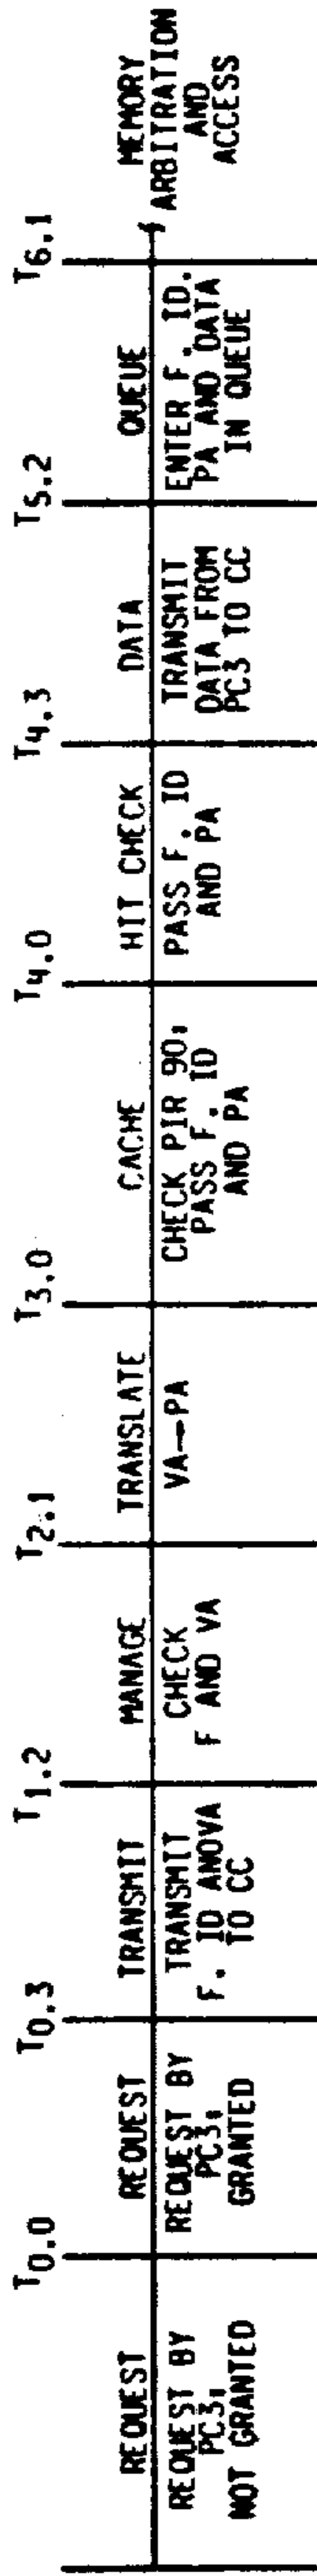 T0.0 T0.3 T1.2 T2.1 T3.0 T4.0 T4.3 T5.2 T6.1
REQUEST
REQUEST BY
PC3;
NOT GRANTED
REQUEST
REQUEST BY
PC3;
GRANTED
TRANSMIT
TRANSMIT
F, ID ANDVA
TO CC
MANAGE
CHECK
F AND VA
TRANSLATE
VA—PA
CACHE
CHECK PIR 90;
PASS F, ID
AND PA
HIT CHECK
PASS F, ID
AND PA
DATA
TRANSMIT
DATA FROM
PC3 TO CC
QUEUE
ENTER F, ID,
PA AND DATA
IN QUEUE
MEMORY
ARBITRATION
AND
ACCESS